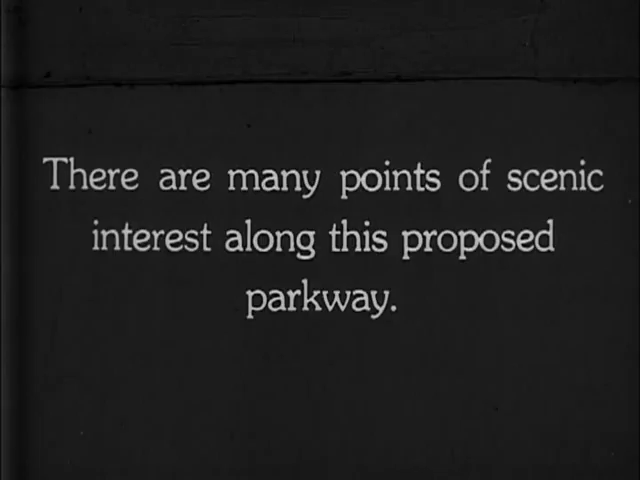 There are many points of scenic
interest along this proposed
parkway.